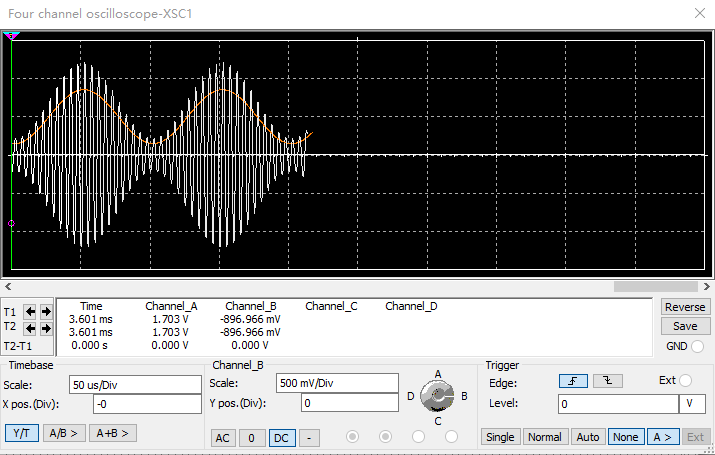 Four channel oscilloscope-XSC1
Time Channel_A Channel_B Channel_C Channel_D
T1 3.601 ms 1.703 V -896.966 mV
T2 3.601 ms 1.703 V -896.966 mV
T2-T1 0.000 s 0.000 V 0.000 V
Reverse
Save
GND
Timebase
Scale: 50 us/Div
X pos.(Div): -0
Y/T A/B > A+B >
Channel_B
Scale: 500 mV/Div
Y pos.(Div): 0
A
D B
C
AC 0 DC -
Trigger
Edge: Ext
Level: 0 V
Single Normal Auto None A > Ext